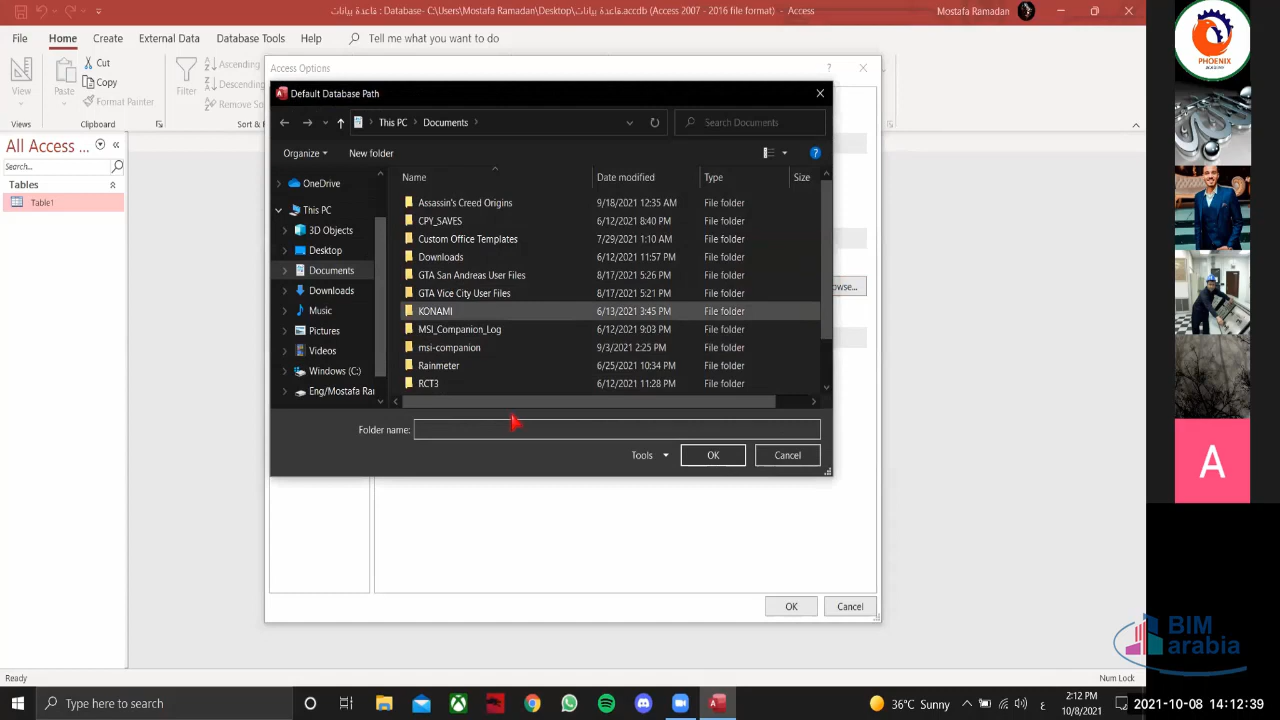 قاعدة بيانات : Database- C:\Users\Mostafa Ramadan\Desktop\قاعدة بيانات.accdb (Access 2007 - 2016 file format) - Access
Mostafa Ramadan
File Home Create External Data Database Tools Help Tell me what you want to do
Cut
Copy
Format Painter
View Paste Filter
Ascending
Descending
Remove So
Views Clipboard Sort &
Access Options
?
Default Database Path
This PC > Documents >
Search Documents
Organize New folder
Name Date modified Type Size
OneDrive
This PC
3D Objects
Desktop
Documents
Downloads
Music
Pictures
Videos
Windows (C:)
Eng/Mostafa Rar
Assassin's Creed Origins 9/18/2021 12:35 AM File folder
CPY_SAVES 6/12/2021 8:40 PM File folder
Custom Office Templates 7/29/2021 1:10 AM File folder
Downloads 6/12/2021 11:57 PM File folder
GTA San Andreas User Files 8/17/2021 5:26 PM File folder
GTA Vice City User Files 8/17/2021 5:21 PM File folder
KONAMI 6/13/2021 3:45 PM File folder
MSI_Companion_Log 6/12/2021 9:03 PM File folder
msi-companion 9/3/2021 2:25 PM File folder
Rainmeter 6/25/2021 10:34 PM File folder
RCT3 6/12/2021 11:28 PM File folder
Folder name:
Tools OK Cancel
owse...
OK Cancel
All Access ...
Search...
Tables
Table1
Ready
Num Lock
Type here to search
36°C Sunny
ع
2:12 PM
10/8/2021
PHOENIX
A
BIM
arabia
2021-10-08 14:12:39